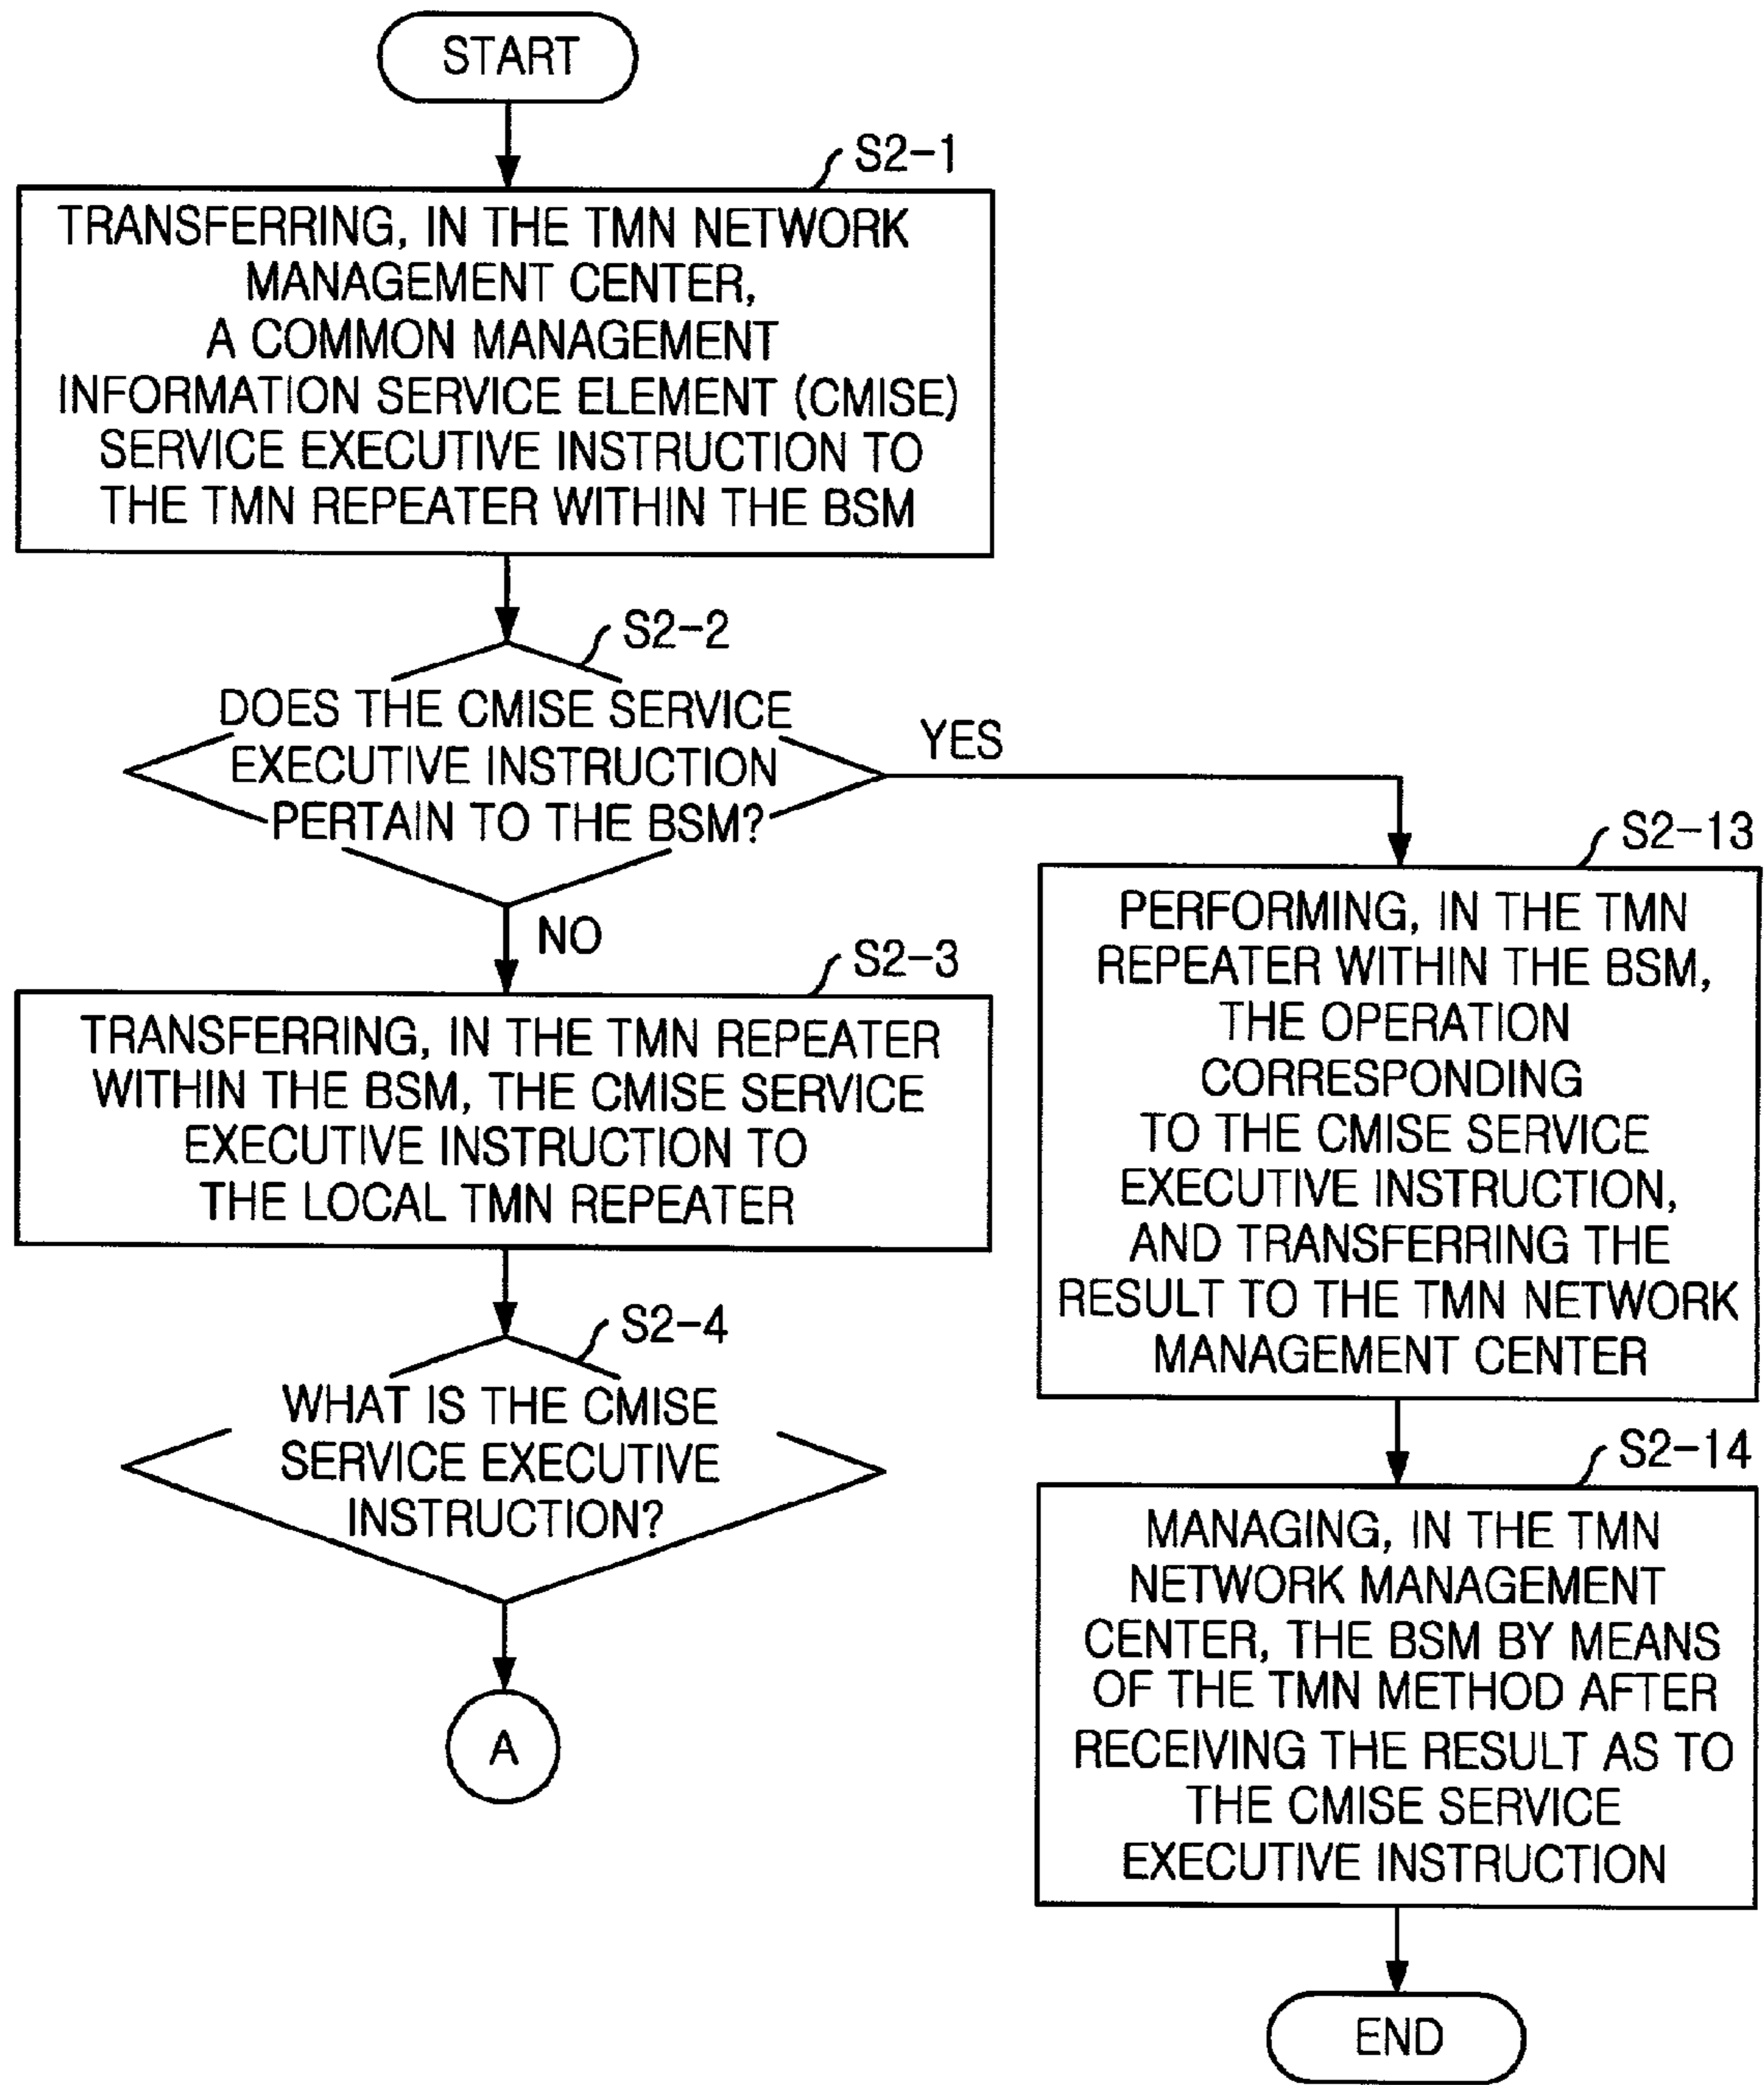 START
S2-1
TRANSFERRING, IN THE TMN NETWORK
MANAGEMENT CENTER,
A COMMON MANAGEMENT
INFORMATION SERVICE ELEMENT (CMISE)
SERVICE EXECUTIVE INSTRUCTION TO
THE TMN REPEATER WITHIN THE BSM
S2-2
DOES THE CMISE SERVICE
EXECUTIVE INSTRUCTION
PERTAIN TO THE BSM?
YES
NO
S2-3
TRANSFERRING, IN THE TMN REPEATER
WITHIN THE BSM, THE CMISE SERVICE
EXECUTIVE INSTRUCTION TO
THE LOCAL TMN REPEATER
S2-4
WHAT IS THE CMISE
SERVICE EXECUTIVE
INSTRUCTION?
A
S2-13
PERFORMING, IN THE TMN
REPEATER WITHIN THE BSM,
THE OPERATION
CORRESPONDING
TO THE CMISE SERVICE
EXECUTIVE INSTRUCTION,
AND TRANSFERRING THE
RESULT TO THE TMN NETWORK
MANAGEMENT CENTER
S2-14
MANAGING, IN THE TMN
NETWORK MANAGEMENT
CENTER, THE BSM BY MEANS
OF THE TMN METHOD AFTER
RECEIVING THE RESULT AS TO
THE CMISE SERVICE
EXECUTIVE INSTRUCTION
END